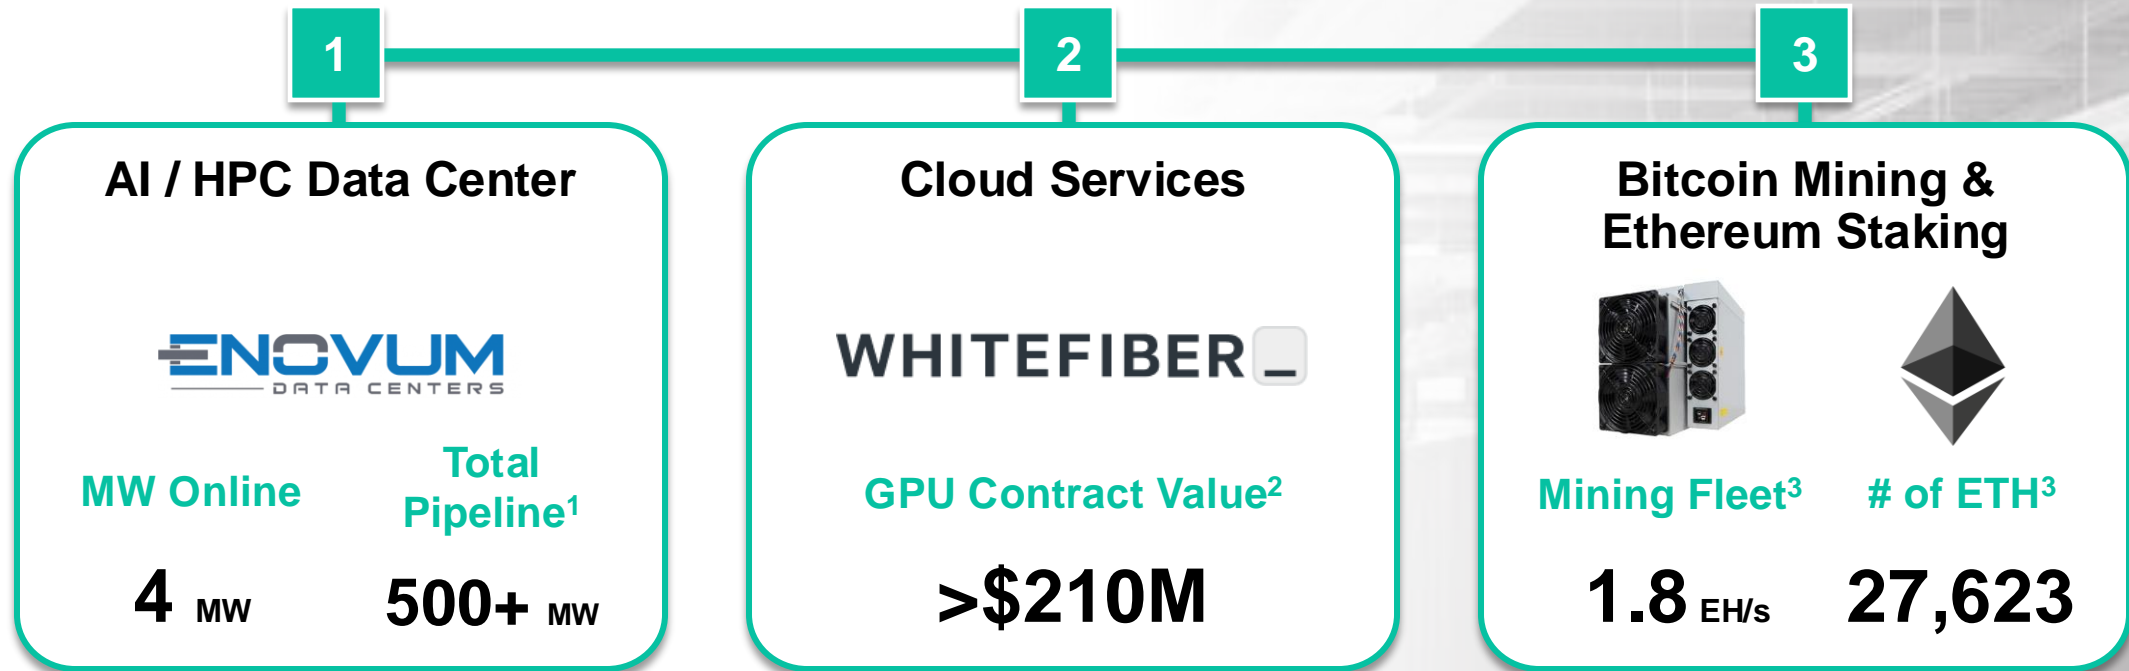 1
2
3
AI / HPC Data Center
ENOVUM
DATA CENTERS
MW Online
Total
Pipeline¹
4 MW
500+ MW
Cloud Services
WHITEFIBER_
GPU Contract Value²
>$210M
Bitcoin Mining &
Ethereum Staking
Mining Fleet³
# of ETH³
1.8 EH/s
27,623